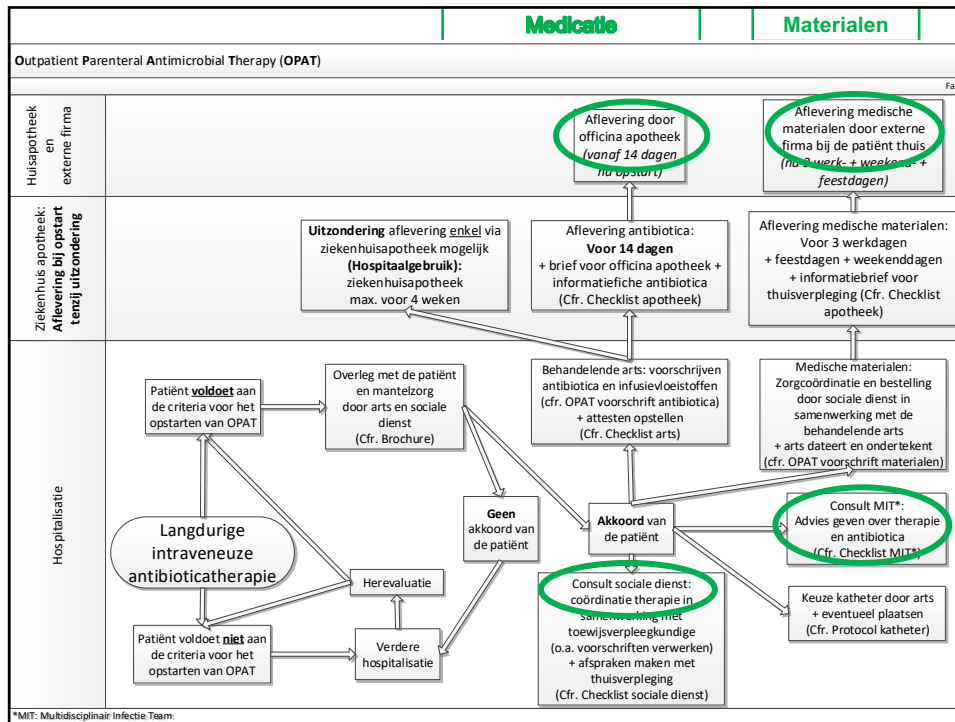 Medicatie
Materialen
Outpatient Parenteral Antimicrobial Therapy (OPAT)
Fa
Huisapotheek
en
externe firma
Aflevering door
officina apotheek
(vanaf 14 dagen
na opstart)
Aflevering medische
materialen door externe
firma bij de patiënt thuis
(na 3 werk- + weekend- +
feestdagen)
Ziekenhuis apotheek:
Aflevering bij opstart
tenzij uitzondering
Uitzondering aflevering enkel via
ziekenhuisapotheek mogelijk
(Hospitaalgebruik):
ziekenhuisapotheek
max. voor 4 weken
Aflevering antibiotica:
Voor 14 dagen
+ brief voor officina apotheek +
informatiefiche antibiotica
(Cfr. Checklist apotheek)
Aflevering medische materialen:
Voor 3 werkdagen
+ feestdagen + weekenddagen
+ informatiebrief voor
thuisverpleging (Cfr. Checklist
apotheek)
Hospitalisatie
Patiënt voldoet aan
de criteria voor het
opstarten van OPAT
Overleg met de patiënt
en mantelzorg
door arts en sociale
dienst
(Cfr. Brochure)
Behandelende arts: voorschrijven
antibiotica en infusievloeistoffen
(cfr. OPAT voorschrift antibiotica)
+ attesten opstellen
(Cfr. Checklist arts)
Medische materialen:
Zorgcoördinatie en bestelling
door sociale dienst in
samenwerking met de
behandelende arts
+ arts dateert en ondertekent
(cfr. OPAT voorschrift materialen)
Langdurige
intraveneuze
antibioticatherapie
Geen
akkoord van
de patiënt
Akkoord van
de patiënt
Consult MIT*:
Advies geven over therapie
en antibiotica
(Cfr. Checklist MIT*)
Herevaluatie
Consult sociale dienst:
coördinatie therapie in
samenwerking met
toewijsverpleegkundige
(o.a. voorschriften verwerken)
+ afspraken maken met
thuisverpleging
(Cfr. Checklist sociale dienst)
Keuze katheter door arts
+ eventueel plaatsen
(Cfr. Protocol katheter)
Patiënt voldoet niet aan
de criteria voor het
opstarten van OPAT
Verdere
hospitalisatie
*MIT: Multidisciplinair Infectie Team